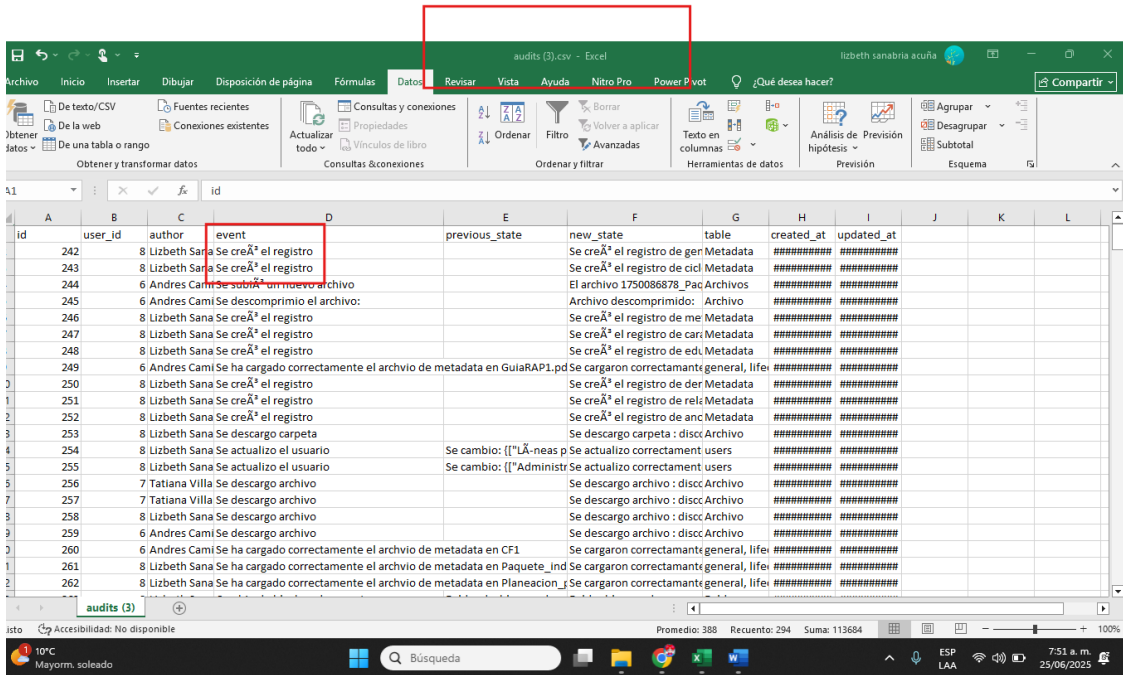 audits (3).csv - Excel
lizbeth sanabria acuña
Archivo Inicio Insertar Dibujar Disposición de página Fórmulas Datos Revisar Vista Ayuda Nitro Pro Power Pivot ¿Qué desea hacer? Compartir
Obtener datos
De texto/CSV
De la web
De una tabla o rango
Fuentes recientes
Conexiones existentes
Obtener y transformar datos
Actualizar todo
Consultas y conexiones
Propiedades
Vínculos de libro
Consultas &conexiones
Ordenar
Filtro
Borrar
Volver a aplicar
Avanzadas
Ordenar y filtrar
Texto en columnas
Herramientas de datos
Análisis de hipótesis
Previsión
Previsión
Agrupar
Desagrupar
Subtotal
Esquema
A1 fx id
A B C D E F G H I J K L
id user_id author event previous_state new_state table created_at updated_at
242 8 Lizbeth Sana Se creÃ³ el registro Se creÃ³ el registro de gen Metadata ########## ##########
243 8 Lizbeth Sana Se creÃ³ el registro Se creÃ³ el registro de cicl Metadata ########## ##########
244 6 Andres Cami Se subiÃ³ un nuevo archivo El archivo 1750086878_Paq Archivos ########## ##########
245 6 Andres Cami Se descomprimio el archivo: Archivo descomprimido: Archivo ########## ##########
246 8 Lizbeth Sana Se creÃ³ el registro Se creÃ³ el registro de me Metadata ########## ##########
247 8 Lizbeth Sana Se creÃ³ el registro Se creÃ³ el registro de cara Metadata ########## ##########
248 8 Lizbeth Sana Se creÃ³ el registro Se creÃ³ el registro de edu Metadata ########## ##########
249 6 Andres Cami Se ha cargado correctamente el archvio de metadata en GuiaRAP1.pd Se cargaron correctamante general, lifec ########## ##########
250 8 Lizbeth Sana Se creÃ³ el registro Se creÃ³ el registro de der Metadata ########## ##########
251 8 Lizbeth Sana Se creÃ³ el registro Se creÃ³ el registro de rela Metadata ########## ##########
252 8 Lizbeth Sana Se creÃ³ el registro Se creÃ³ el registro de anc Metadata ########## ##########
253 8 Lizbeth Sana Se descargo carpeta Se descargo carpeta : disco Archivo ########## ##########
254 8 Lizbeth Sana Se actualizo el usuario Se cambio: {["LÃ-neas p Se actualizo correctament users ########## ##########
255 8 Lizbeth Sana Se actualizo el usuario Se cambio: {["Administr Se actualizo correctament users ########## ##########
256 7 Tatiana Villa Se descargo archivo Se descargo archivo : disco Archivo ########## ##########
257 7 Tatiana Villa Se descargo archivo Se descargo archivo : disco Archivo ########## ##########
258 8 Lizbeth Sana Se descargo archivo Se descargo archivo : disco Archivo ########## ##########
259 6 Andres Cami Se descargo archivo Se descargo archivo : disco Archivo ########## ##########
260 6 Andres Cami Se ha cargado correctamente el archvio de metadata en CF1 Se cargaron correctamante general, lifec ########## ##########
261 8 Lizbeth Sana Se ha cargado correctamente el archvio de metadata en Paquete_ind Se cargaron correctamante general, lifec ########## ##########
262 8 Lizbeth Sana Se ha cargado correctamente el archvio de metadata en Planeacion_p Se cargaron correctamante general, lifec ########## ##########
audits (3)
Listo Accesibilidad: No disponible Promedio: 388 Recuento: 294 Suma: 113684 100%
1
10°C
Mayorm. soleado
Búsqueda
ESP
LAA
7:51 a. m.
25/06/2025